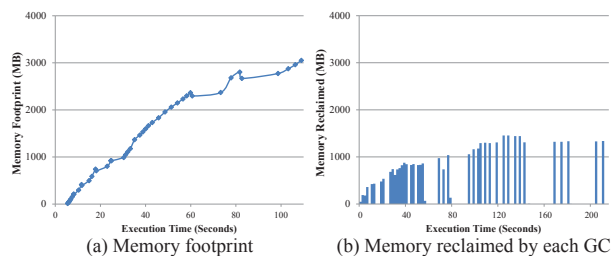 4000
3000
2000
1000
0
Memory Footprint (MB)
0 20 40 60 80 100
Execution Time (Seconds)
(a) Memory footprint
4000
3000
2000
1000
0
Memory Reclaimed (MB)
0 40 80 120 160 200
Execution Time (Seconds)
(b) Memory reclaimed by each GC